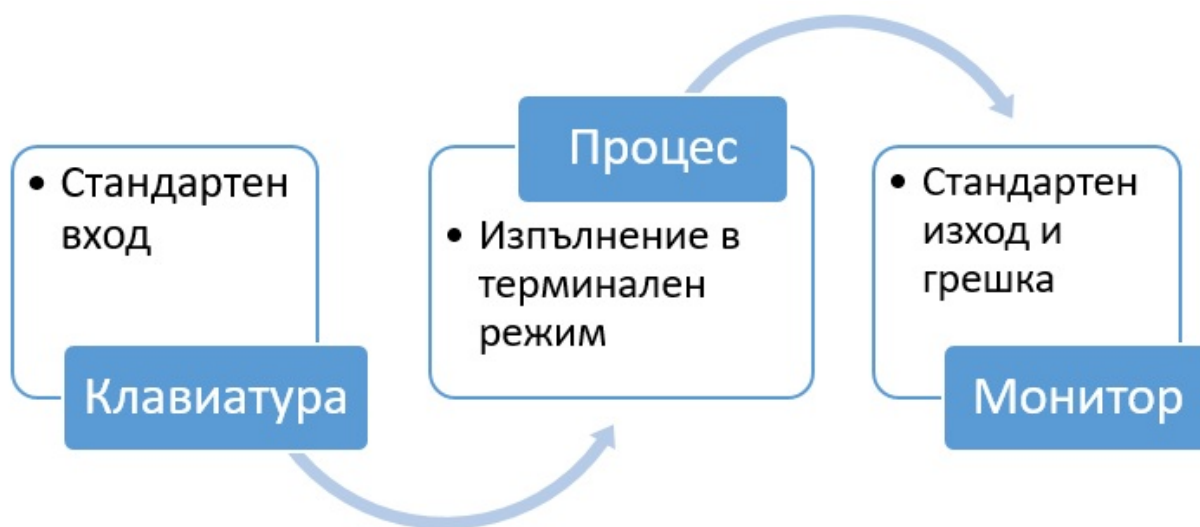 • Стандартен
вход
Клавиатура
Процес
• Изпълнение в
терминален
режим
• Стандартен
изход и
грешка
Монитор